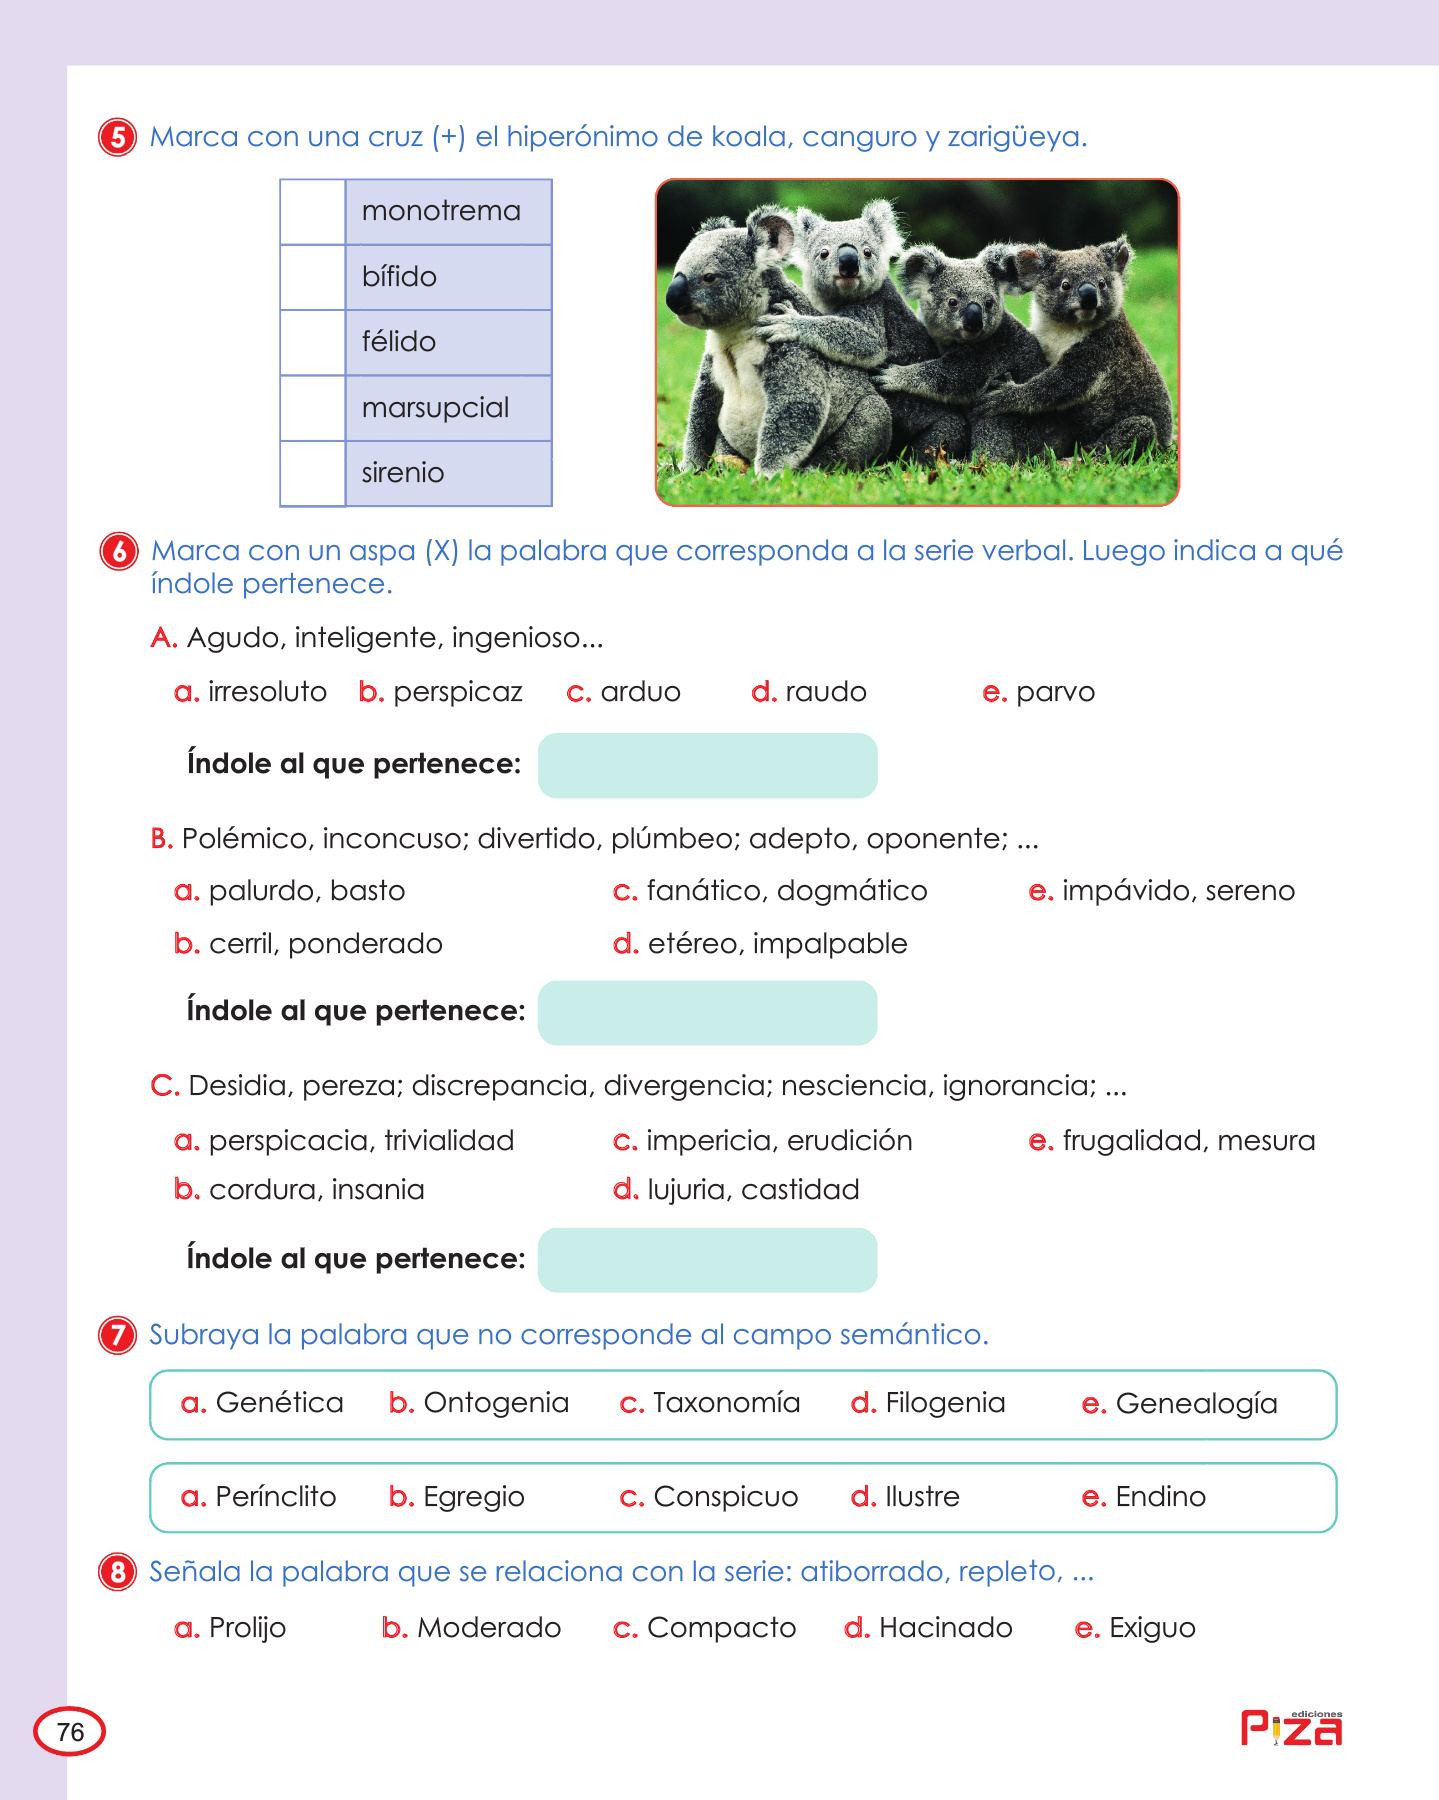 5 Marca con una cruz (+) el hiperónimo de koala, canguro y zarigüeya.
monotrema
bífido
félido
marsupcial
sirenio
6 Marca con un aspa (X) la palabra que corresponda a la serie verbal. Luego indica a qué
índole pertenece.
A. Agudo, inteligente, ingenioso...
a. irresoluto b. perspicaz c. arduo d. raudo e. parvo
Índole al que pertenece:
B. Polémico, inconcuso; divertido, plúmbeo; adepto, oponente; ...
a. palurdo, basto c. fanático, dogmático e. impávido, sereno
b. cerril, ponderado d. etéreo, impalpable
Índole al que pertenece:
C. Desidia, pereza; discrepancia, divergencia; nesciencia, ignorancia; ...
a. perspicacia, trivialidad c. impericia, erudición e. frugalidad, mesura
b. cordura, insania d. lujuria, castidad
Índole al que pertenece:
7 Subraya la palabra que no corresponde al campo semántico.
a. Genética b. Ontogenia c. Taxonomía d. Filogenia e. Genealogía
a. Perínclito b. Egregio c. Conspicuo d. Ilustre e. Endino
8 Señala la palabra que se relaciona con la serie: atiborrado, repleto, ...
a. Prolijo b. Moderado c. Compacto d. Hacinado e. Exiguo
76
ediciones
Piza